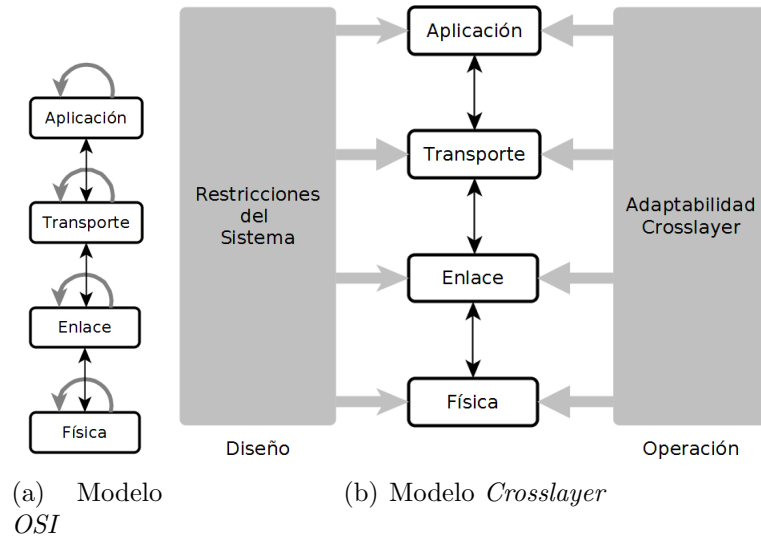 Aplicación
Transporte
Enlace
Física
(a) Modelo
OSI
Restricciones
del
Sistema
Diseño
Aplicación
Transporte
Enlace
Física
Adaptabilidad
Crosslayer
Operación
(b) Modelo Crosslayer